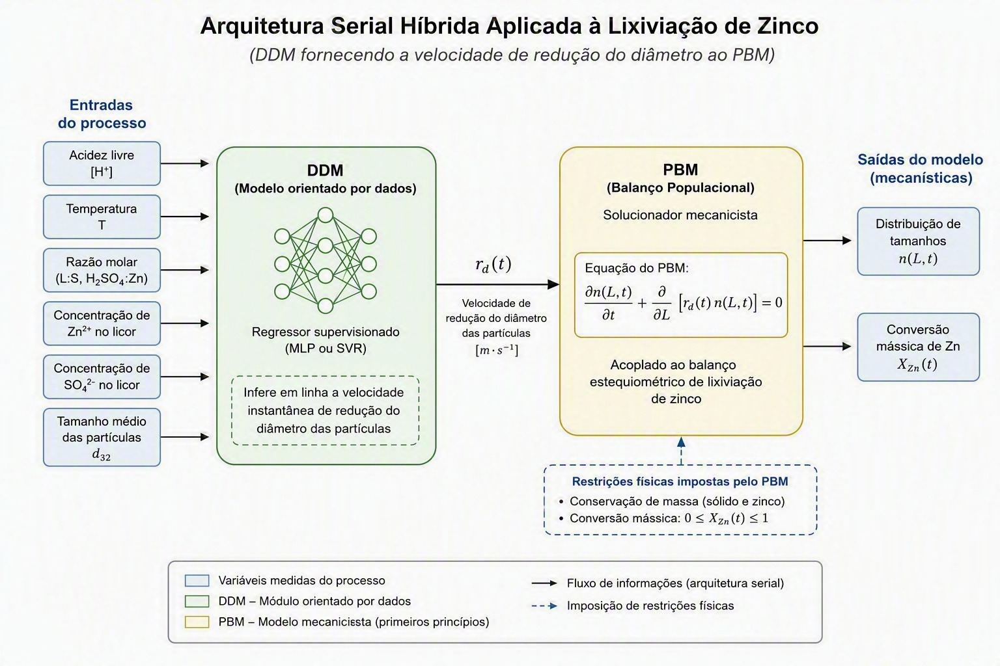 Arquitetura Serial Híbrida Aplicada à Lixiviação de Zinco
(DDM fornecendo a velocidade de redução do diâmetro ao PBM)
Entradas
do processo
Acidez livre
[H⁺]
Temperatura
T
Razão molar
(L:S, H₂SO₄:Zn)
Concentração de
Zn²⁺ no licor
Concentração de
SO₄²⁻ no licor
Tamanho médio
das partículas
d₃₂
DDM
(Modelo orientado por dados)
Regressor supervisionado
(MLP ou SVR)
Infere em linha a velocidade
instantânea de redução do
diâmetro das partículas
r_d(t)
Velocidade de
redução do diâmetro
das partículas
[m · s⁻¹]
PBM
(Balanço Populacional)
Solucionador mecanicista
Equação do PBM:
∂n(L, t)/∂t + ∂/∂L [r_d(t) n(L, t)] = 0
Acoplado ao balanço
estequiométrico de lixiviação
de zinco
Restrições físicas impostas pelo PBM
• Conservação de massa (sólido e zinco)
• Conversão mássica: 0 ≤ X_Zn(t) ≤ 1
Saídas do modelo
(mecanísticas)
Distribuição de
tamanhos
n(L, t)
Conversão
mássica de Zn
X_Zn(t)
Variáveis medidas do processo
DDM – Módulo orientado por dados
PBM – Modelo mecanicissta (primeiros princípios)
Fluxo de informações (arquitetura serial)
Imposição de restrições físicas